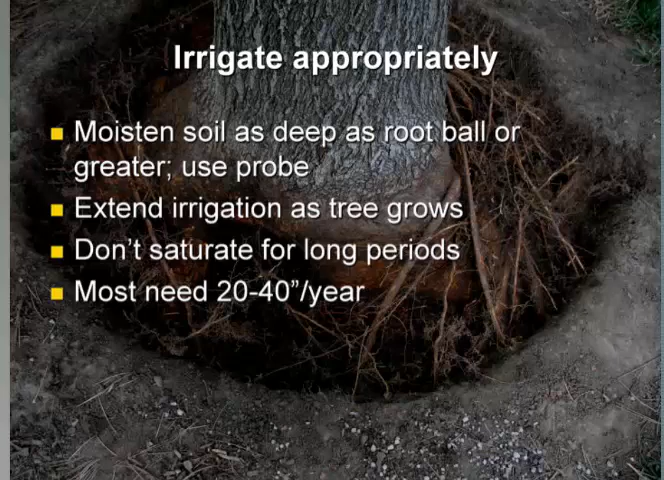 Irrigate appropriately
Moisten soil as deep as root ball or
greater; use probe
Extend irrigation as tree grows
Don’t saturate for long periods
Most need 20-40”/year